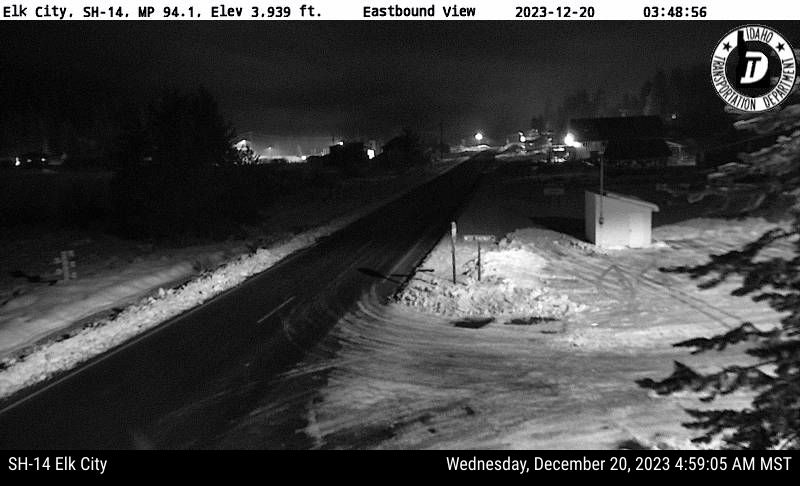 Elk City, SH-14, MP 94.1, Elev 3,939 ft. Eastbound View 2023-12-20 03:48:56
IDAHO
TRANSPORTATION DEPARTMENT
SH-14 Elk City
Wednesday, December 20, 2023 4:59:05 AM MST